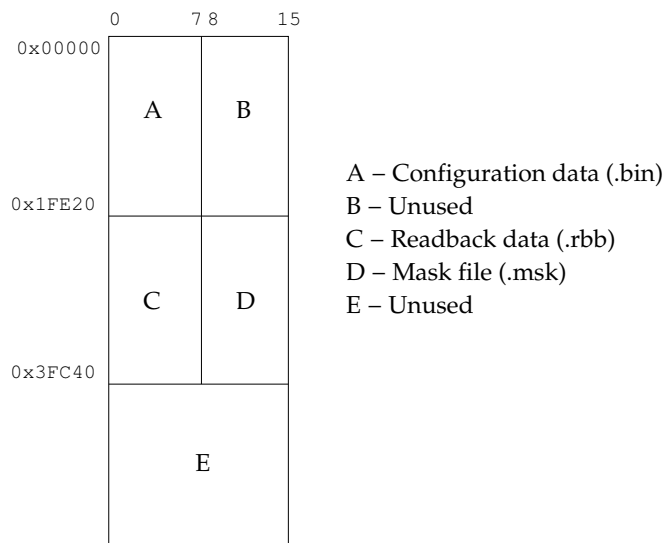 0 7 8 15
0x00000
A B
A – Configuration data (.bin)
B – Unused
0x1FE20
C – Readback data (.rbb)
D – Mask file (.msk)
C D
E – Unused
0x3FC40
E